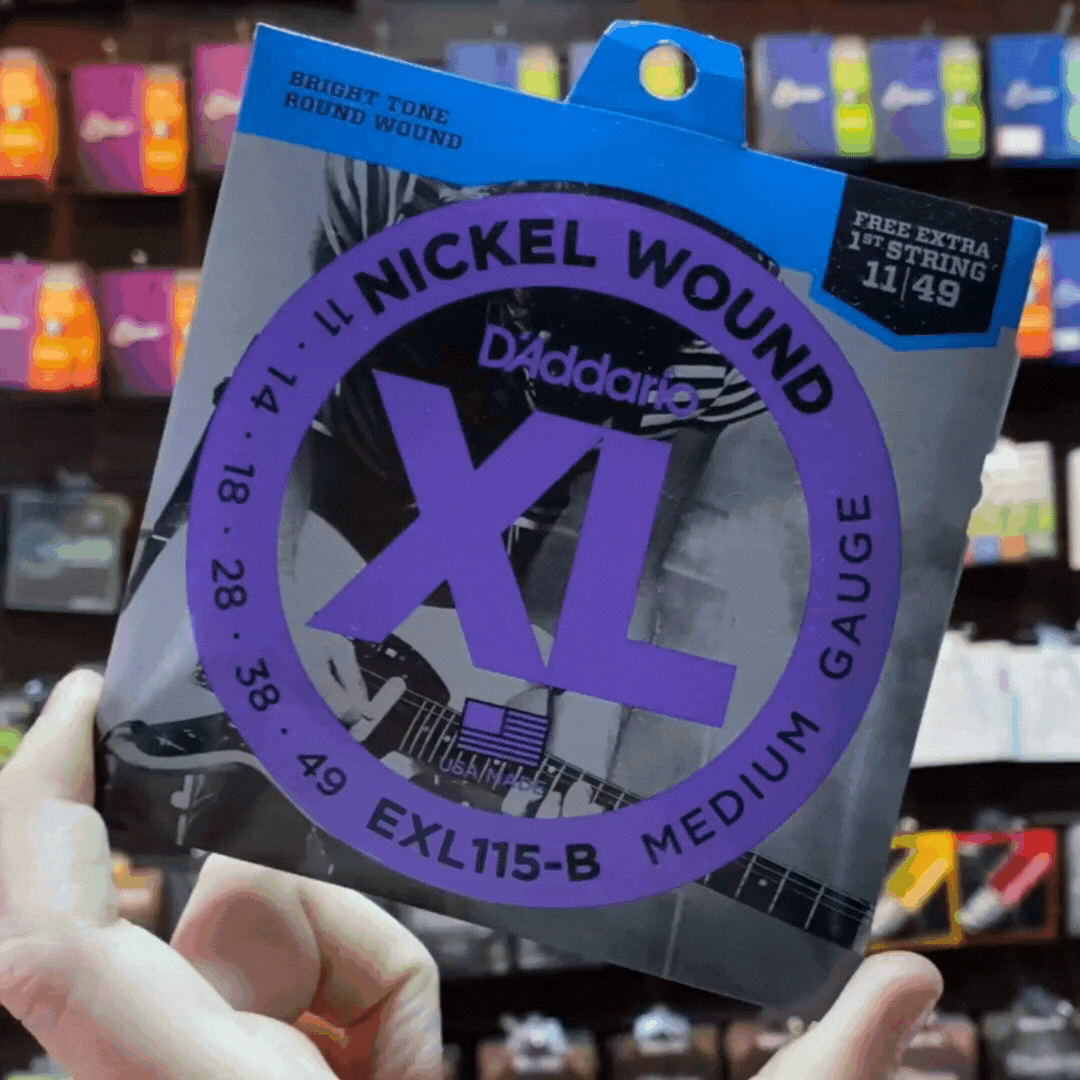 BRIGHT TONE
ROUND WOUND
FREE EXTRA
1ST STRING
11|49
NICKEL WOUND
11 · 14 · 18 · 28 · 38 · 49
D'Addario
XL
USA MADE
EXL115-B
MEDIUM GAUGE